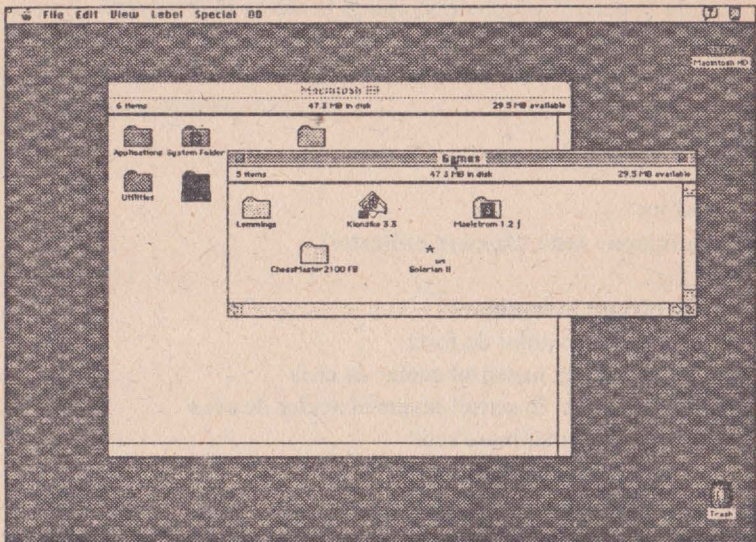 File Edit View Label Special
Macintosh HD
Macintosh HD
6 items 47.3 MB in disk 29.5 MB available
Applications System Folder
Utilities
Games
5 items 47.3 MB in disk 29.5 MB available
Lemmings Klondike 3.3 Maelstrom 1.2 ƒ
ChessMaster 2100 FB Solarian II
Trash